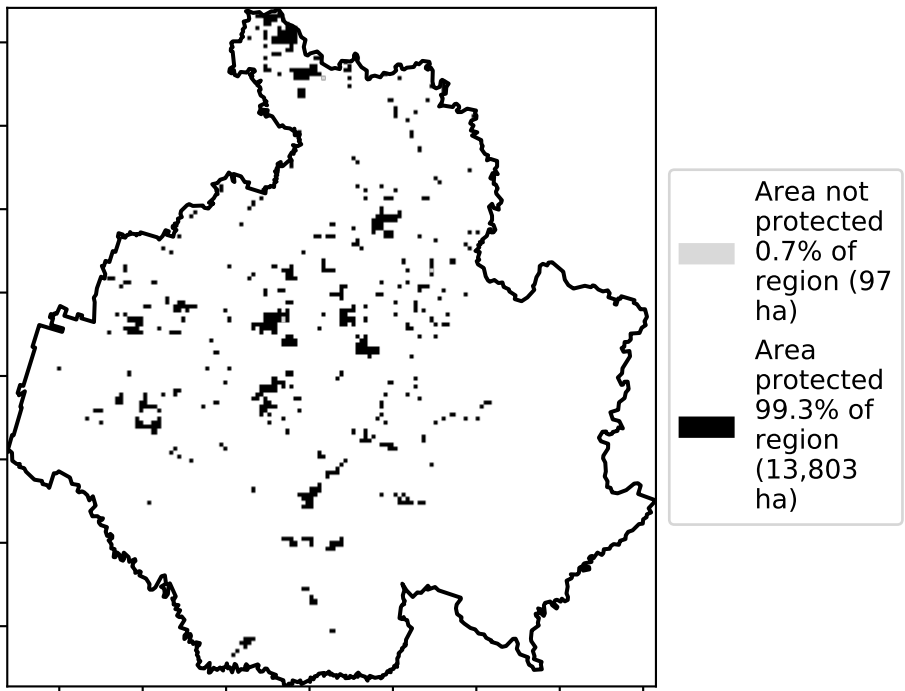 Area not
protected
0.7% of
region (97
ha)
Area
protected
99.3% of
region
(13,803
ha)